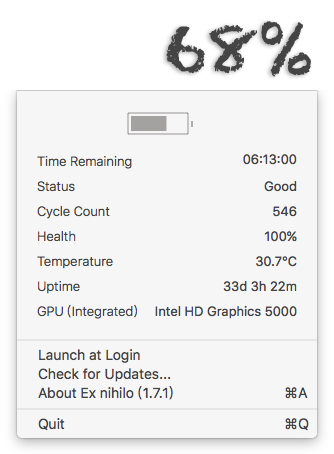 68%
Time Remaining 06:13:00
Status Good
Cycle Count 546
Health 100%
Temperature 30.7°C
Uptime 33d 3h 22m
GPU (Integrated) Intel HD Graphics 5000
Launch at Login
Check for Updates...
About Ex nihilo (1.7.1) ⌘A
Quit ⌘Q